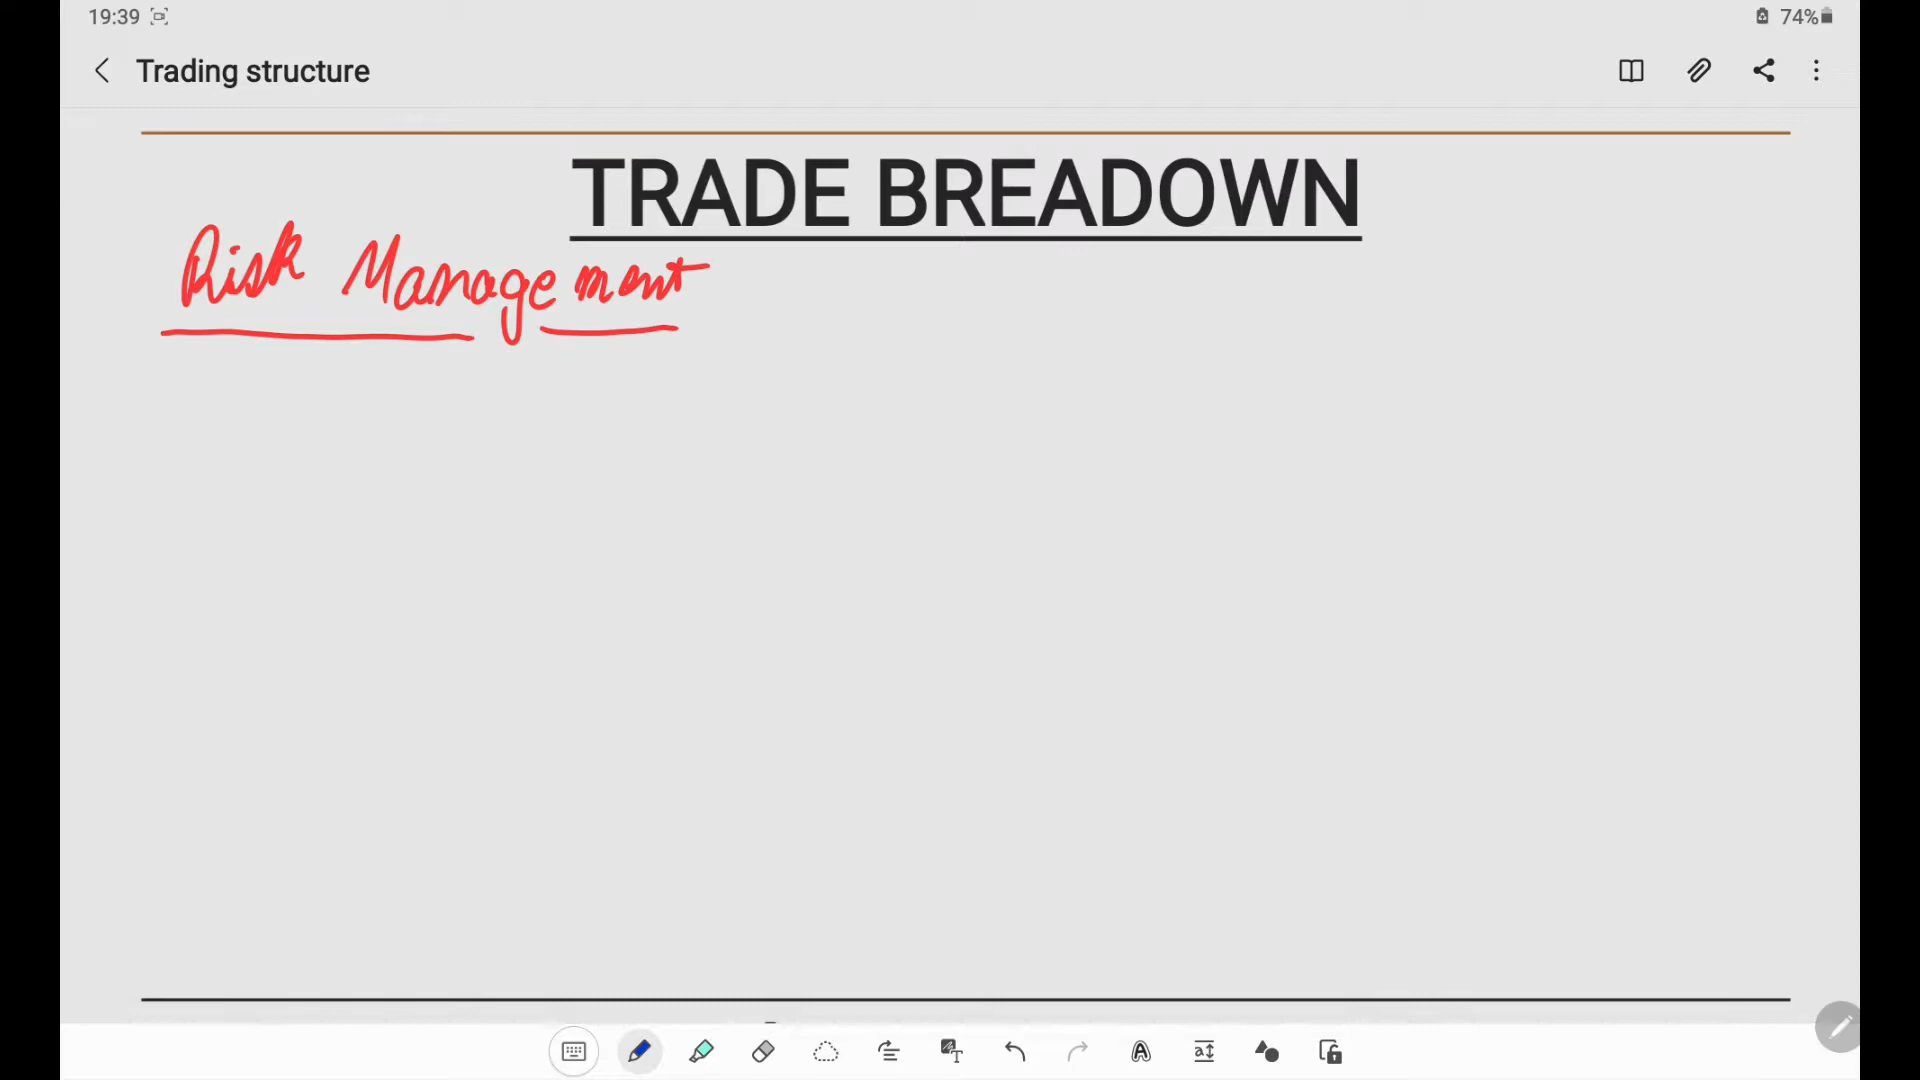 19:39
74%
Trading structure
TRADE BREADOWN
Risk Management